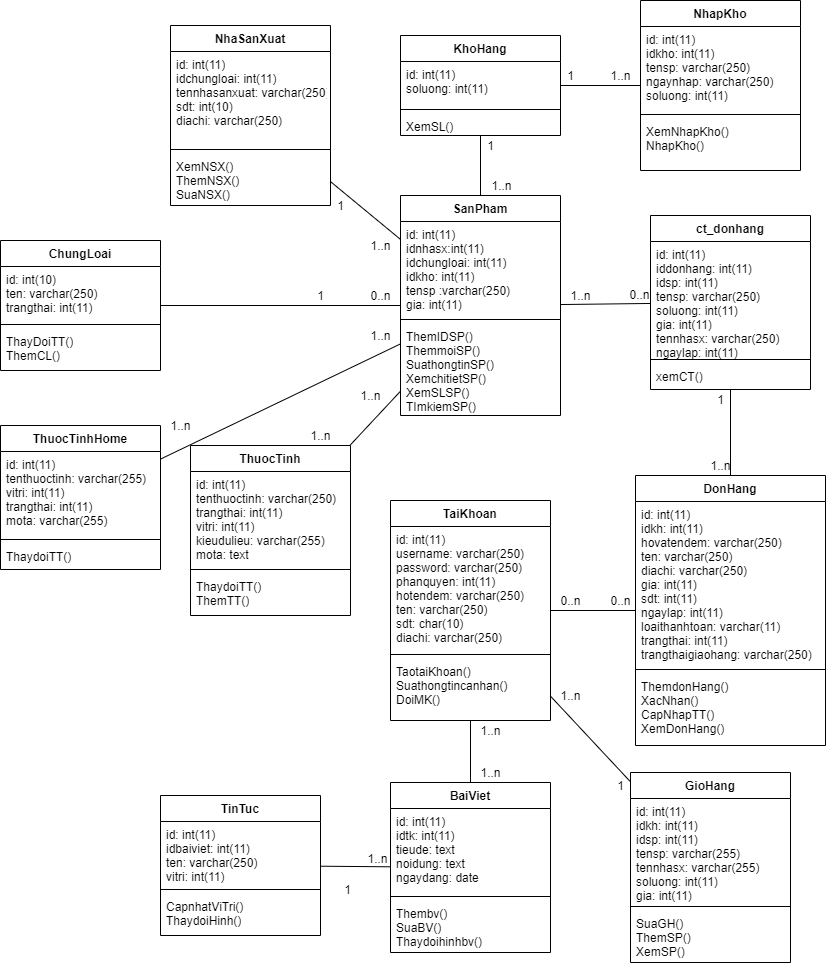 NhapKho
id: int(11)
idkho: int(11)
tensp: varchar(250)
ngaynhap: varchar(250)
soluong: int(11)
XemNhapKho()
NhapKho()
NhaSanXuat
id: int(11)
idchungloai: int(11)
tennhasanxuat: varchar(250
sdt: int(10)
diachi: varchar(250)
XemNSX()
ThemNSX()
SuaNSX()
KhoHang
id: int(11)
soluong: int(11)
XemSL()
1
1..n
1
1..n
1
1..n
SanPham
id: int(11)
idnhasx:int(11)
idchungloai: int(11)
idkho: int(11)
tensp :varchar(250)
gia: int(11)
ThemIDSP()
ThemmoiSP()
SuathongtinSP()
XemchitietSP()
XemSLSP()
TImkiemSP()
ct_donhang
id: int(11)
iddonhang: int(11)
idsp: int(11)
tensp: varchar(250)
soluong: int(11)
gia: int(11)
tennhasx: varchar(250)
ngaylap: int(11)
xemCT()
ChungLoai
id: int(10)
ten: varchar(250)
trangthai: int(11)
ThayDoiTT()
ThemCL()
1
0..n
1..n
0..n
1..n
1..n
1..n
1..n
1
1..n
ThuocTinhHome
id: int(11)
tenthuoctinh: varchar(255)
vitri: int(11)
trangthai: int(11)
mota: varchar(255)
ThaydoiTT()
ThuocTinh
id: int(11)
tenthuoctinh: varchar(250)
trangthai: int(11)
vitri: int(11)
kieudulieu: varchar(255)
mota: text
ThaydoiTT()
ThemTT()
TaiKhoan
id: int(11)
username: varchar(250)
password: varchar(250)
phanquyen: int(11)
hotendem: varchar(250)
ten: varchar(250)
sdt: char(10)
diachi: varchar(250)
TaotaiKhoan()
Suathongtincanhan()
DoiMK()
DonHang
id: int(11)
idkh: int(11)
hovatendem: varchar(250)
ten: varchar(250)
diachi: varchar(250)
gia: int(11)
sdt: int(11)
ngaylap: int(11)
loaithanhtoan: varchar(11)
trangthai: int(11)
trangthaigiaohang: varchar(250)
ThemdonHang()
XacNhan()
CapNhapTT()
XemDonHang()
0..n
0..n
1..n
1
1..n
1..n
TinTuc
id: int(11)
idbaiviet: int(11)
ten: varchar(250)
vitri: int(11)
CapnhatViTri()
ThaydoiHinh()
1
1..n
BaiViet
id: int(11)
idtk: int(11)
tieude: text
noidung: text
ngaydang: date
Thembv()
SuaBV()
Thaydoihinhbv()
GioHang
id: int(11)
idkh: int(11)
idsp: int(11)
tensp: varchar(255)
tennhasx: varchar(255)
soluong: int(11)
gia: int(11)
SuaGH()
ThemSP()
XemSP()